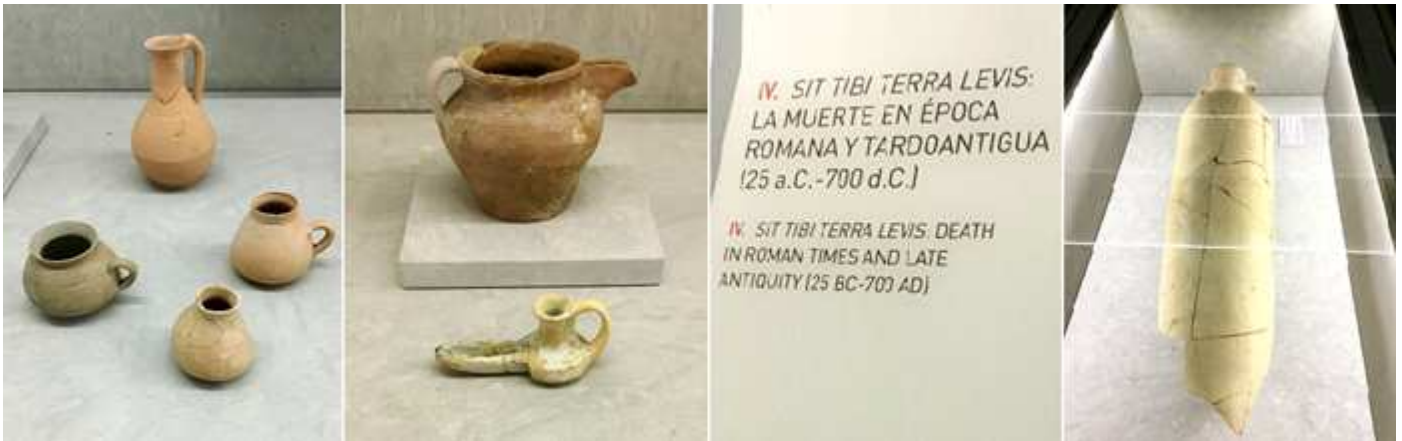 IV. SIT TIBI TERRA LEVIS:
LA MUERTE EN ÉPOCA
ROMANA Y TARDOANTIGUA
(25 a.C.-700 d.C.)
IV. SIT TIBI TERRA LEVIS. DEATH
IN ROMAN TIMES AND LATE
ANTIQUITY (25 BC-700 AD)